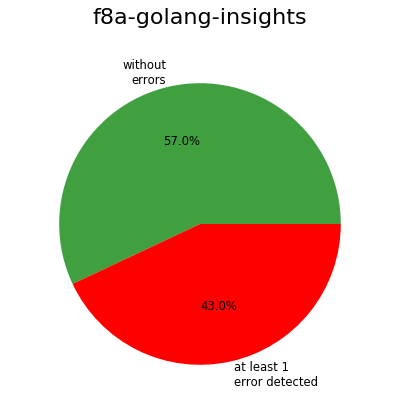 f8a-golang-insights
without
errors
57.0%
43.0%
at least 1
error detected